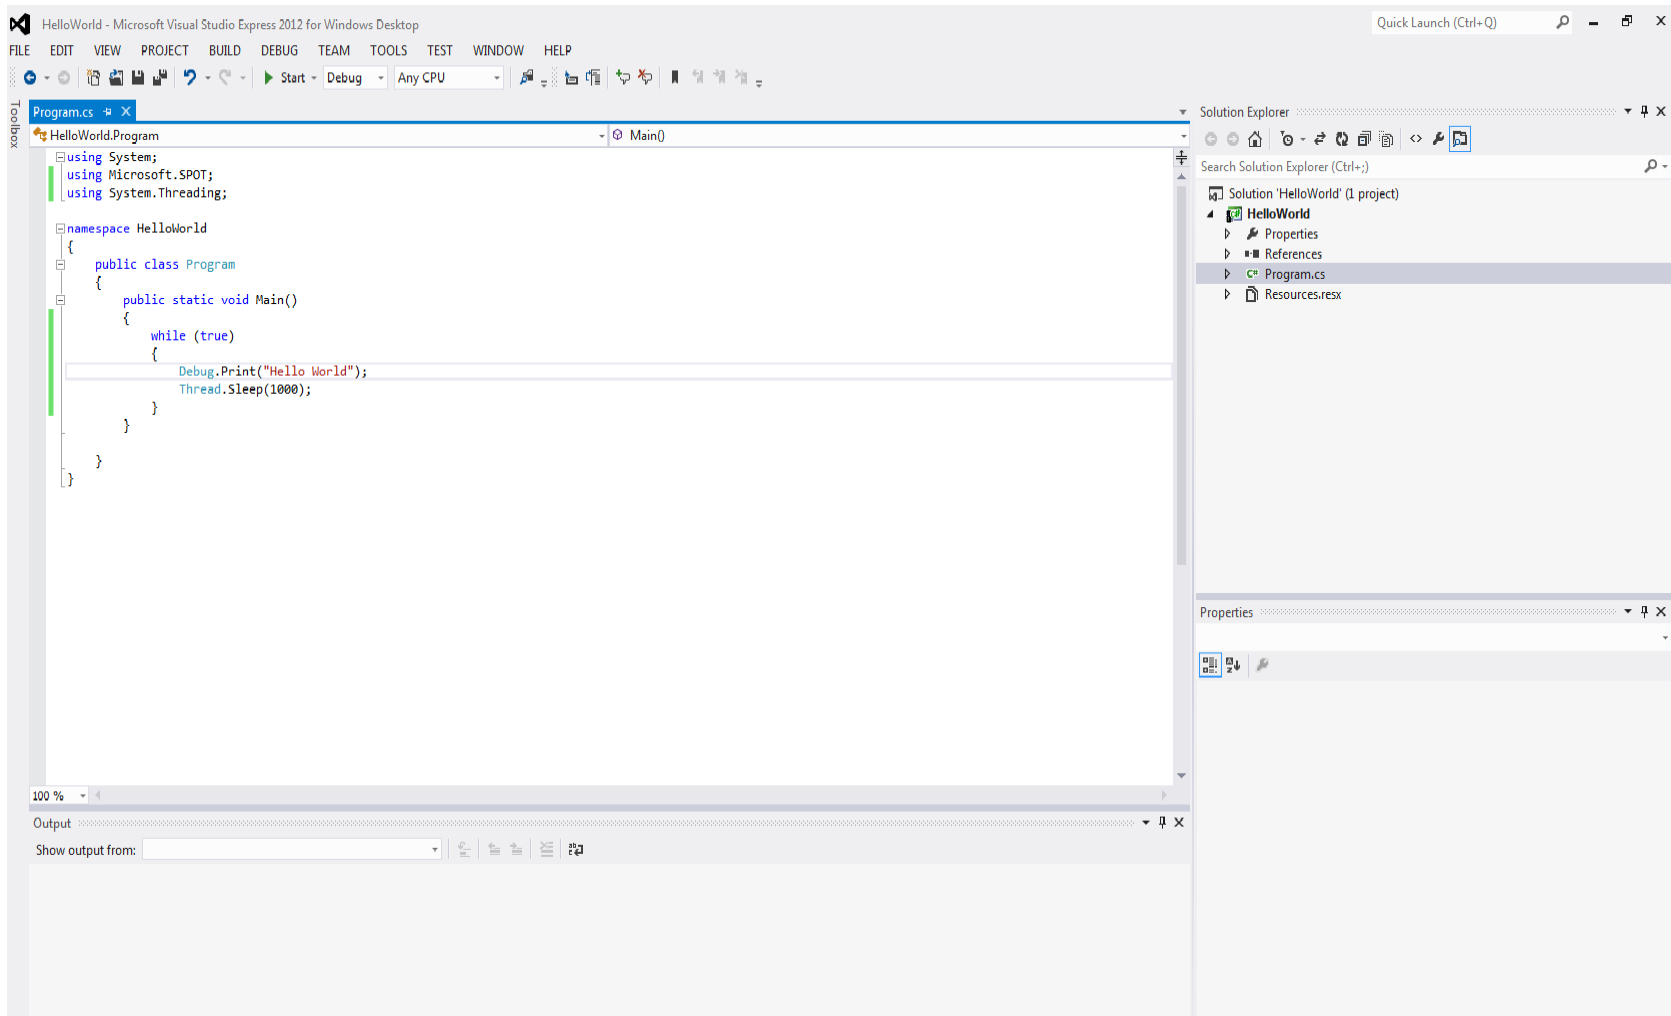 HelloWorld - Microsoft Visual Studio Express 2012 for Windows Desktop
Quick Launch (Ctrl+Q)
FILE EDIT VIEW PROJECT BUILD DEBUG TEAM TOOLS TEST WINDOW HELP
Start Debug Any CPU
Toolbox
Program.cs
HelloWorld.Program
Main()
using System;
using Microsoft.SPOT;
using System.Threading;
namespace HelloWorld
{
public class Program
{
public static void Main()
{
while (true)
{
Debug.Print("Hello World");
Thread.Sleep(1000);
}
}
}
}
100 %
Output
Show output from:
Solution Explorer
Search Solution Explorer (Ctrl+;)
Solution 'HelloWorld' (1 project)
HelloWorld
Properties
References
C# Program.cs
Resources.resx
Properties